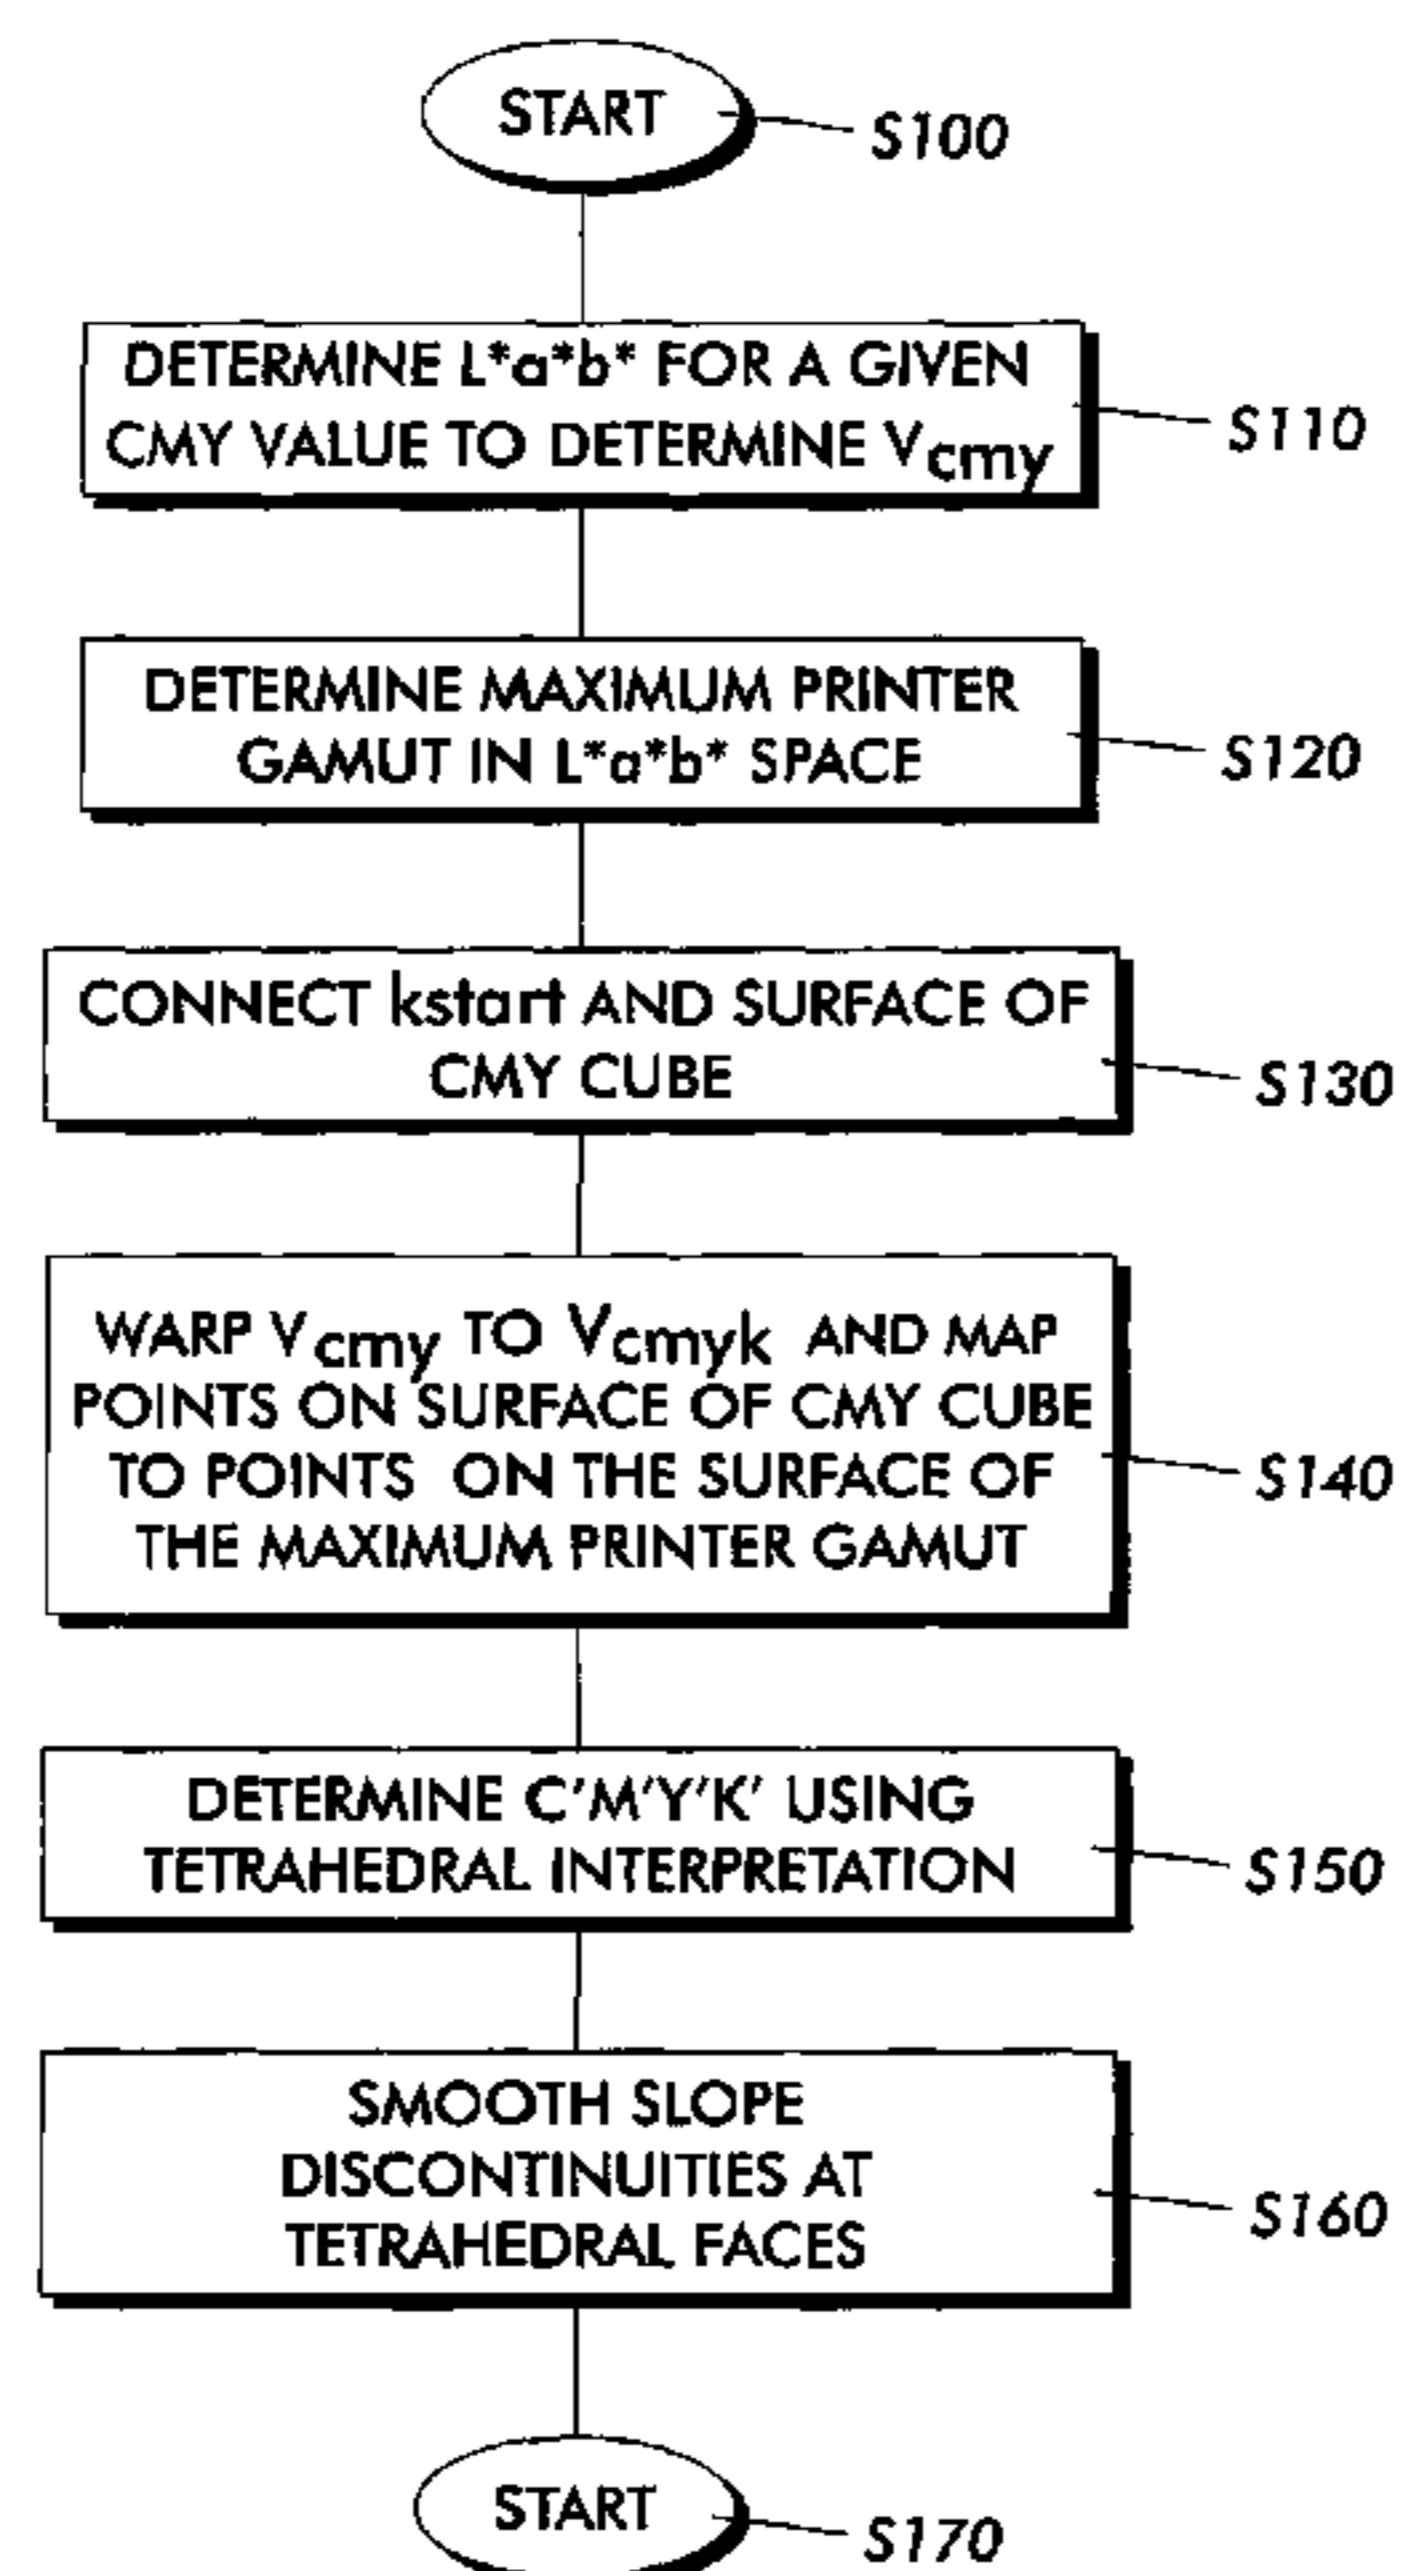 START
S100
DETERMINE L*a*b* FOR A GIVEN
CMY VALUE TO DETERMINE Vcmy
S110
DETERMINE MAXIMUM PRINTER
GAMUT IN L*a*b* SPACE
S120
CONNECT kstart AND SURFACE OF
CMY CUBE
S130
WARP Vcmy TO Vcmyk AND MAP
POINTS ON SURFACE OF CMY CUBE
TO POINTS ON THE SURFACE OF
THE MAXIMUM PRINTER GAMUT
S140
DETERMINE C'M'Y'K' USING
TETRAHEDRAL INTERPRETATION
S150
SMOOTH SLOPE
DISCONTINUITIES AT
TETRAHEDRAL FACES
S160
START
S170